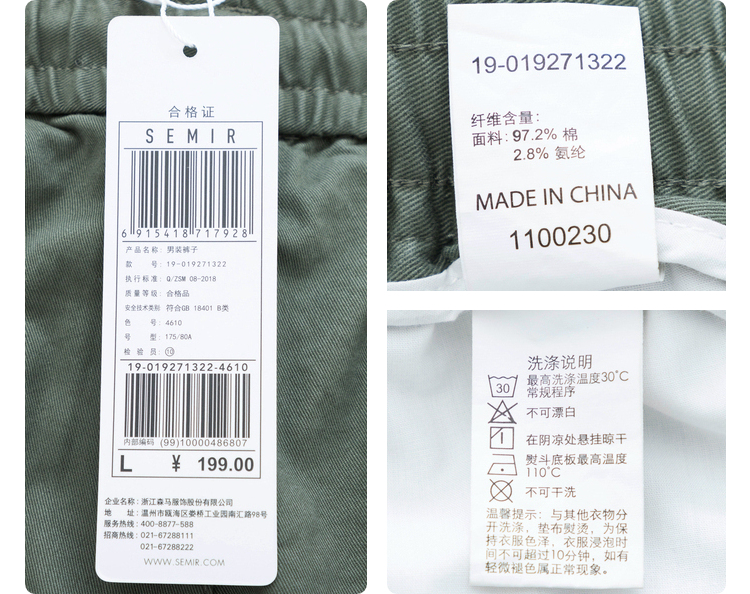 合格证
SEMIR
6 915418 717928
产品名称: 男装裤子
款 号: 19-019271322
执行标准: Q/ZSM 08-2018
质量等级: 合格品
安全技术类别: 符合GB 18401 B类
色 号: 4610
号 型: 175/80A
检 验 员: ⑩
19-019271322-4610
内部编码 (99)10000486807
L ¥ 199.00
企业名称: 浙江森马服饰股份有限公司
地 址: 温州市瓯海区娄桥工业园南汇路98号
服务热线: 400-8877-588
招商热线: 021-67288111
021-67288222
WWW.SEMIR.COM
19-019271322
纤维含量:
面料: 97.2% 棉
2.8% 氨纶
MADE IN CHINA
1100230
洗涤说明
30
最高洗涤温度30°C
常规程序
不可漂白
在阴凉处悬挂晾干
熨斗底板最高温度
110°C
不可干洗
温馨提示: 与其他衣物分
开洗涤, 垫布熨烫, 为保
持衣服色泽, 衣服浸泡时
间不可超过10分钟, 如有
轻微褪色属正常现象。